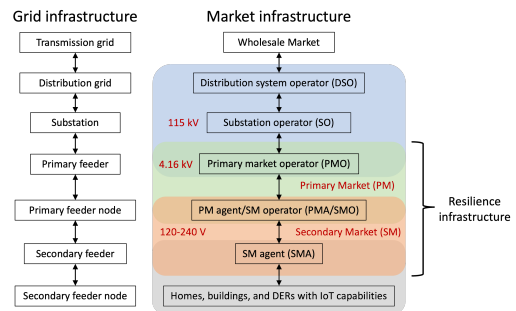 Grid infrastructure
Market infrastructure
Transmission grid
Wholesale Market
Distribution grid
Distribution system operator (DSO)
Substation
115 kV
Substation operator (SO)
Primary feeder
4.16 kV
Primary market operator (PMO)
Primary Market (PM)
Primary feeder node
PM agent/SM operator (PMA/SMO)
120-240 V
Secondary Market (SM)
Secondary feeder
SM agent (SMA)
Secondary feeder node
Homes, buildings, and DERs with IoT capabilities
Resilience
infrastructure